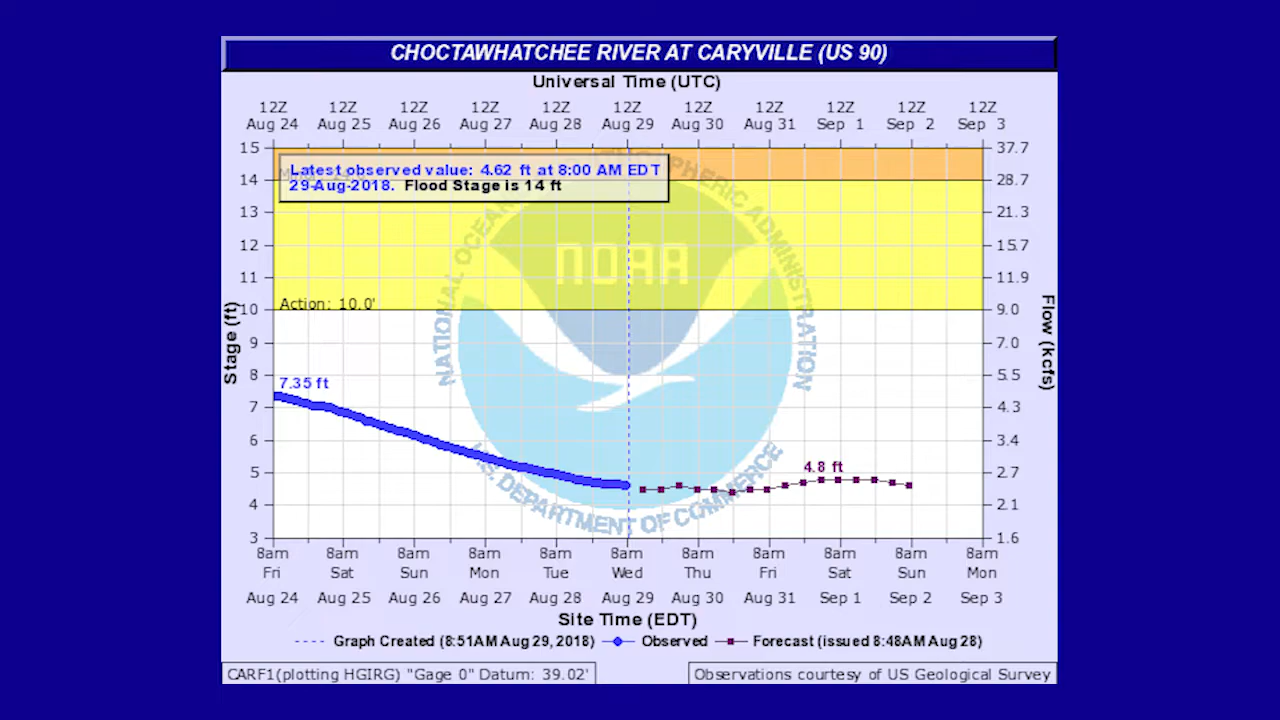 CHOCTAWHATCHEE RIVER AT CARYVILLE (US 90)
Universal Time (UTC)
12Z 12Z 12Z 12Z 12Z 12Z 12Z 12Z 12Z 12Z 12Z
Aug 24 Aug 25 Aug 26 Aug 27 Aug 28 Aug 29 Aug 30 Aug 31 Sep 1 Sep 2 Sep 3
15 37.7
Latest observed value: 4.62 ft at 8:00 AM EDT
29-Aug-2018. Flood Stage is 14 ft
14 28.7
13 21.3
12 15.7
11 11.9
Action: 10.0'
10 9.0
9 7.0
8 5.5
7.35 ft
7 4.3
6 3.4
4.8 ft
5 2.7
4 2.1
3 1.6
Stage (ft)
Flow (kcfs)
NOAA
NATIONAL OCEANIC AND ATMOSPHERIC ADMINISTRATION
U.S. DEPARTMENT OF COMMERCE
8am 8am 8am 8am 8am 8am 8am 8am 8am 8am 8am
Fri Sat Sun Mon Tue Wed Thu Fri Sat Sun Mon
Aug 24 Aug 25 Aug 26 Aug 27 Aug 28 Aug 29 Aug 30 Aug 31 Sep 1 Sep 2 Sep 3
Site Time (EDT)
Graph Created (8:51AM Aug 29, 2018) Observed Forecast (issued 8:48AM Aug 28)
CARF1(plotting HGIRG) "Gage 0" Datum: 39.02'
Observations courtesy of US Geological Survey